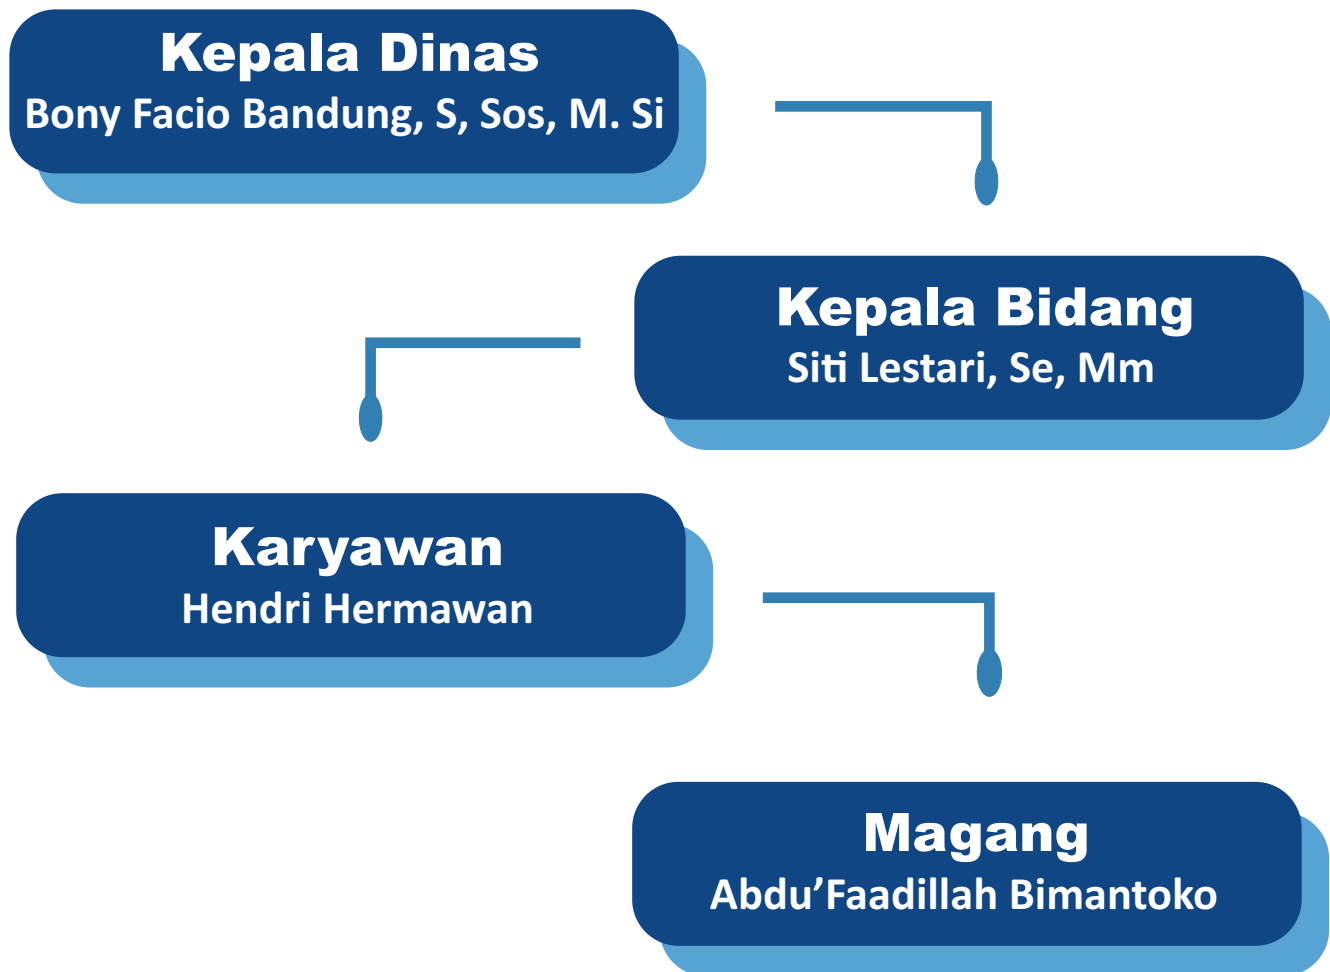 Kepala Dinas
Bony Facio Bandung, S, Sos, M. Si
Kepala Bidang
Siti Lestari, Se, Mm
Karyawan
Hendri Hermawan
Magang
Abdu’Faadillah Bimantoko